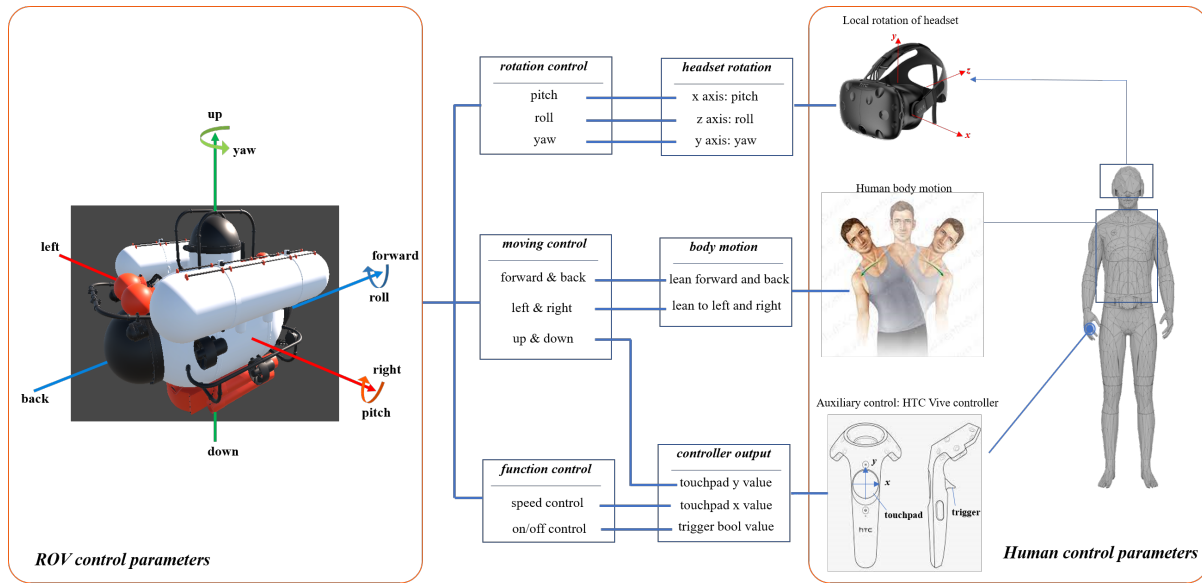 up
yaw
left
forward
roll
right
back
pitch
down
ROV control parameters
rotation control
pitch
roll
yaw
headset rotation
x axis: pitch
z axis: roll
y axis: yaw
moving control
forward & back
left & right
up & down
body motion
lean forward and back
lean to left and right
function control
speed control
on/off control
controller output
touchpad y value
touchpad x value
trigger bool value
Local rotation of headset
y
z
x
Human body motion
Auxiliary control: HTC Vive controller
y
x
touchpad
trigger
hTC
Human control parameters